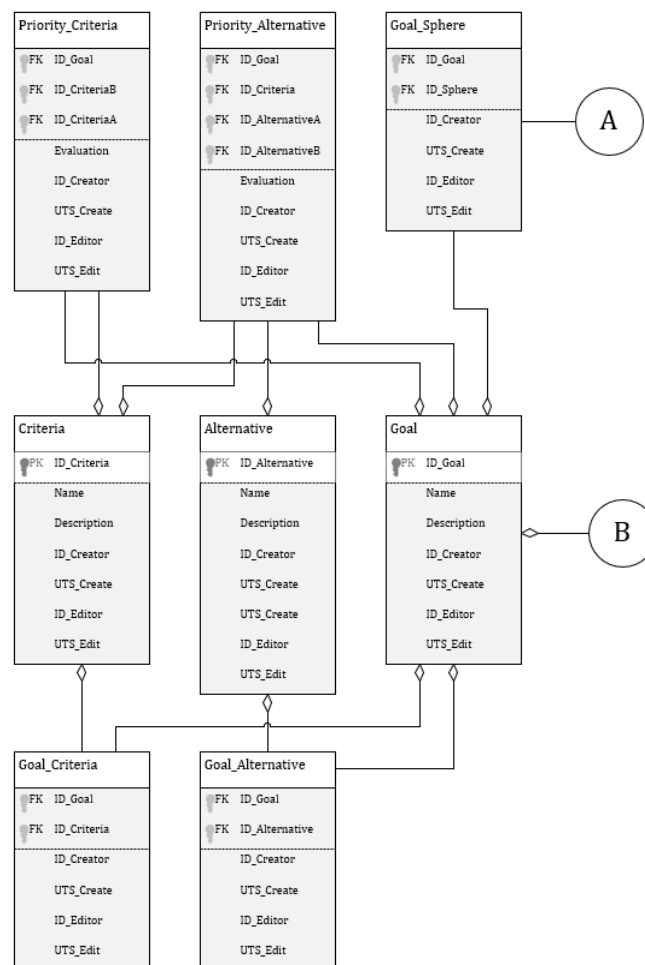 Priority_Criteria
FK ID_Goal
FK ID_CriteriaB
FK ID_CriteriaA
Evaluation
ID_Creator
UTS_Create
ID_Editor
UTS_Edit
Priority_Alternative
FK ID_Goal
FK ID_Criteria
FK ID_AlternativeA
FK ID_AlternativeB
Evaluation
ID_Creator
UTS_Create
ID_Editor
UTS_Edit
Goal_Sphere
FK ID_Goal
FK ID_Sphere
ID_Creator
UTS_Create
ID_Editor
UTS_Edit
A
Criteria
PK ID_Criteria
Name
Description
ID_Creator
UTS_Create
ID_Editor
UTS_Edit
Alternative
PK ID_Alternative
Name
Description
ID_Creator
UTS_Create
UTS_Create
ID_Editor
UTS_Edit
Goal
PK ID_Goal
Name
Description
ID_Creator
UTS_Create
ID_Editor
UTS_Edit
B
Goal_Criteria
FK ID_Goal
FK ID_Criteria
ID_Creator
UTS_Create
ID_Editor
UTS_Edit
Goal_Alternative
FK ID_Goal
FK ID_Alternative
ID_Creator
UTS_Create
ID_Editor
UTS_Edit